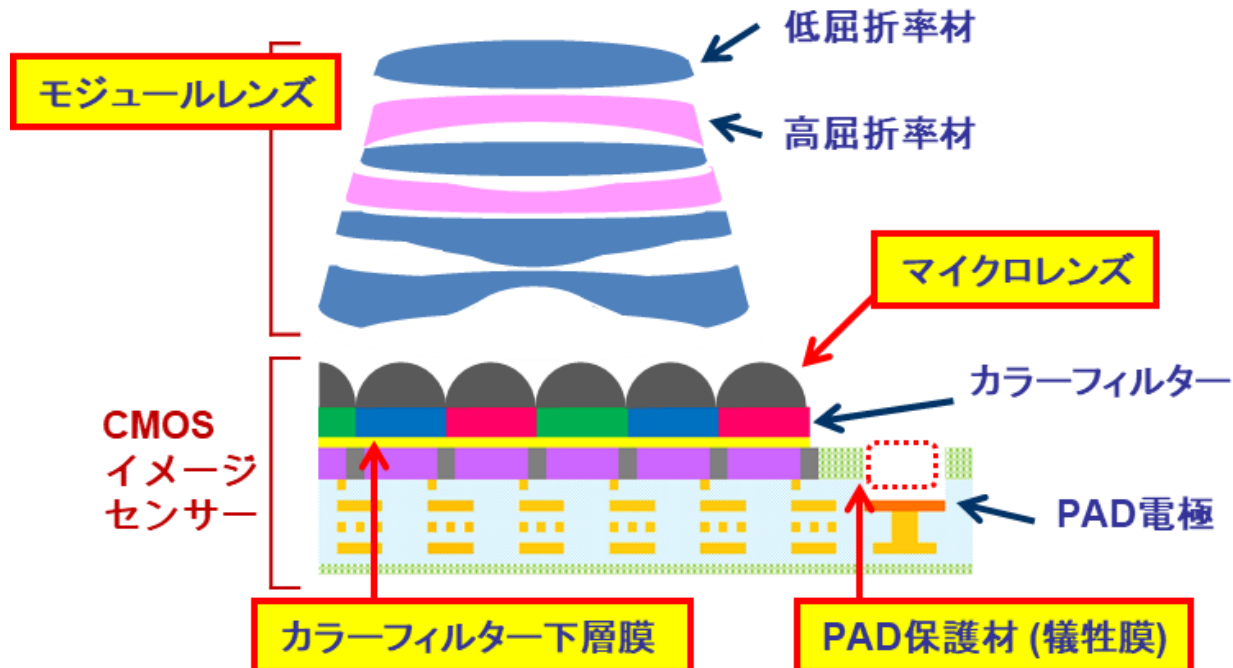 低屈折率材
モジュールレンズ
高屈折率材
マイクロレンズ
カラーフィルター
CMOS
イメージ
センサー
PAD電極
カラーフィルター下層膜
PAD保護材 (犠牲膜)